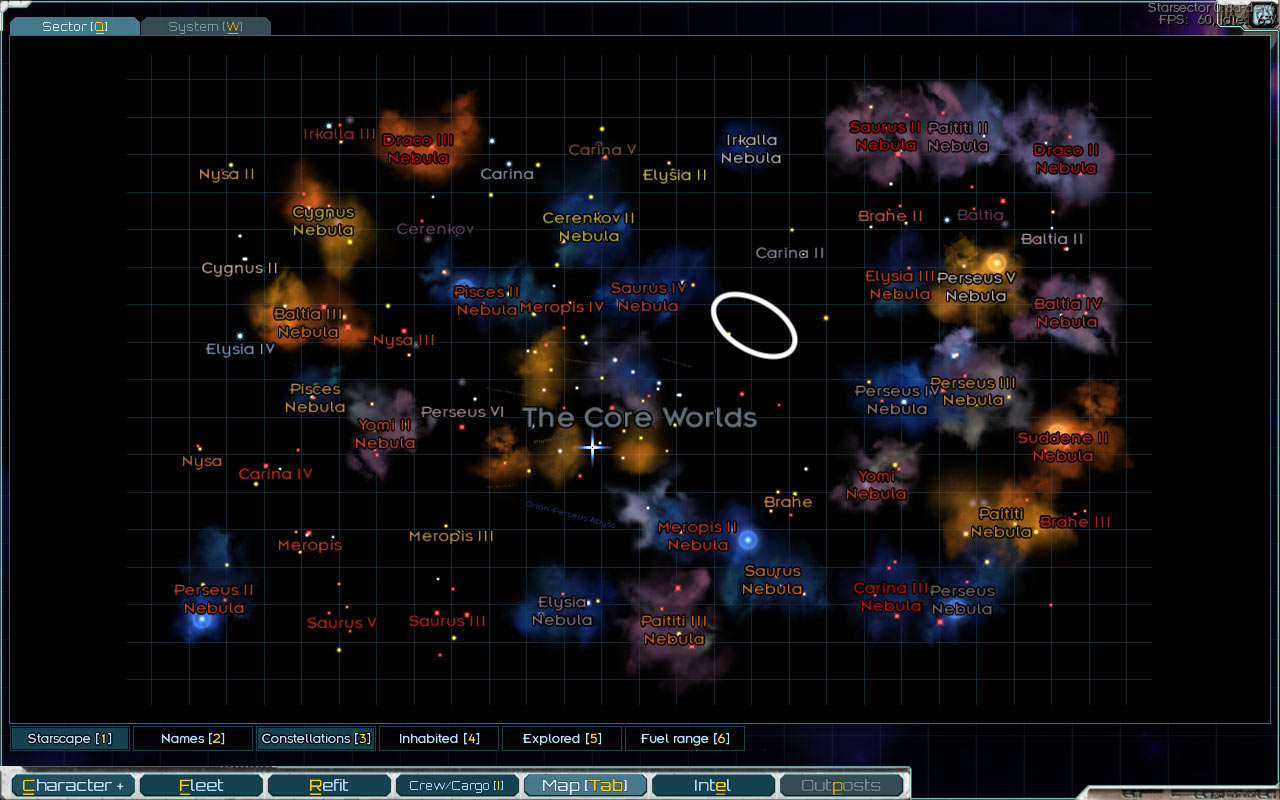 Starsector 0.8a-dev
FPS: 60, Idle: 63
Sector [Q]
System [W]
Saurus II
Nebula
Paititi II
Nebula
Irkalla III
Draco III
Nebula
Carina V
Irkalla
Nebula
Draco II
Nebula
Nysa II
Carina
Elysia II
Cygnus
Nebula
Cerenkov
Cerenkov II
Nebula
Brahe II
Baltia
Carina II
Baltia II
Cygnus II
Elysia III
Nebula
Perseus V
Nebula
Pisces II
Nebula
Meropis IV
Saurus IV
Nebula
Baltia III
Nebula
Baltia IV
Nebula
Nysa III
Elysia IV
Pisces
Nebula
Perseus IV
Nebula
Perseus III
Nebula
Yomi II
Nebula
Perseus VI
The Core Worlds
Suddene II
Nebula
Nysa
Carina IV
Yomi
Nebula
Brahe
Orion-Perseus Abyss
Paititi
Nebula
Brahe III
Meropis
Meropis III
Meropis II
Nebula
Saurus
Nebula
Perseus II
Nebula
Carina III
Nebula
Perseus
Nebula
Elysia
Nebula
Saurus V
Saurus III
Paititi III
Nebula
Starscape [1]
Names [2]
Constellations [3]
Inhabited [4]
Explored [5]
Fuel range [6]
Character +
Fleet
Refit
Crew/Cargo [I]
Map [Tab]
Intel
Outposts